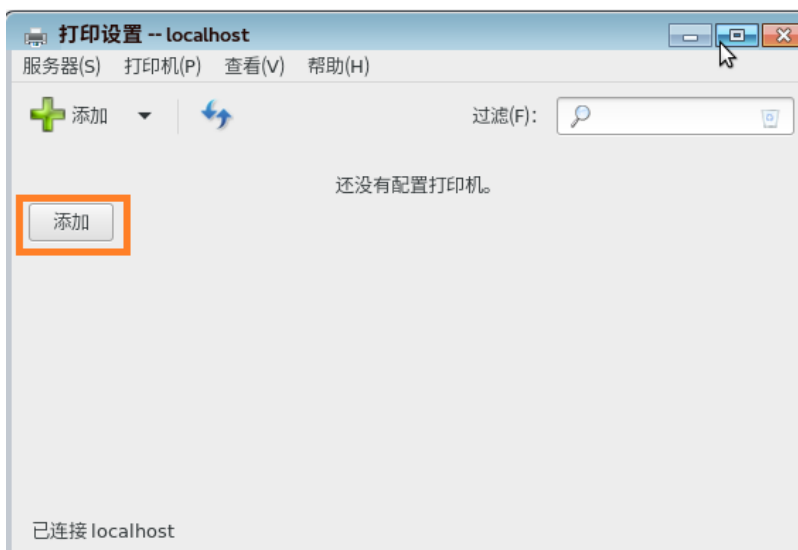 打印设置 -- localhost
服务器(S) 打印机(P) 查看(V) 帮助(H)
添加 过滤(F):
还没有配置打印机。
添加
已连接 localhost